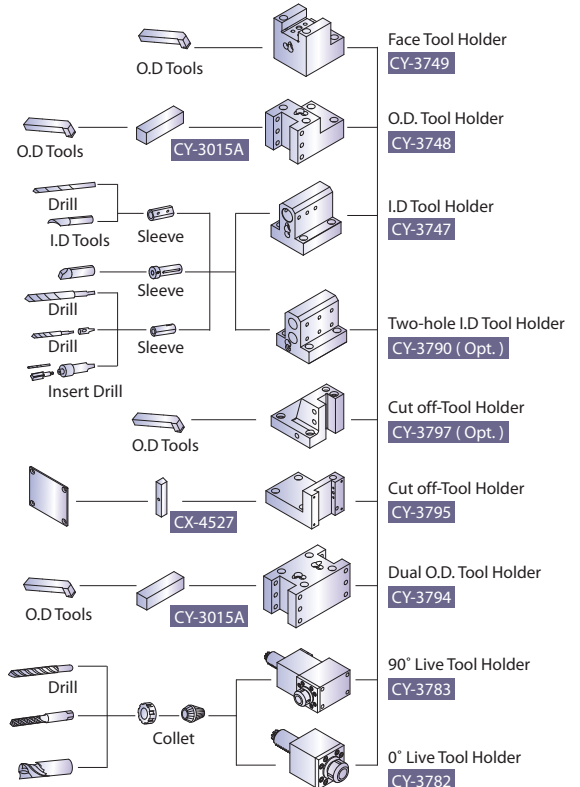 Face Tool Holder
CY-3749
O.D Tools
O.D. Tool Holder
CY-3748
O.D Tools
CY-3015A
Drill
I.D Tools
Sleeve
I.D Tool Holder
CY-3747
Sleeve
Drill
Drill
Sleeve
Insert Drill
Two-hole I.D Tool Holder
CY-3790 ( Opt. )
Cut off-Tool Holder
CY-3797 ( Opt. )
O.D Tools
Cut off-Tool Holder
CY-3795
CX-4527
Dual O.D. Tool Holder
CY-3794
O.D Tools
CY-3015A
90˚ Live Tool Holder
CY-3783
Drill
Collet
0˚ Live Tool Holder
CY-3782